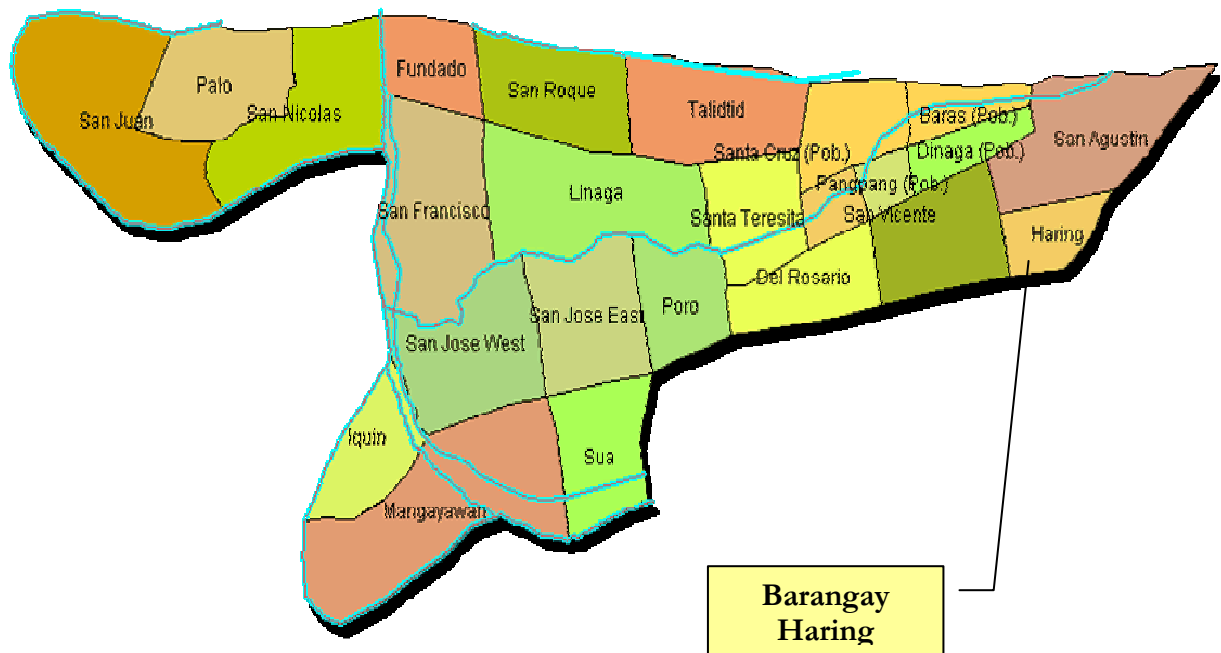 Fundado
Palo
San Roque
Talidtid
San Juan
San Nicolas
Baras (Pob.)
San Agustin
Santa Cruz (Pob.)
Dinaga (Pob.)
Pangpang (Pob.)
Linaga
San Francisco
Santa Teresita
San Vicente
Haring
Del Rosario
Poro
San Jose East
San Jose West
Iquin
Sua
Mangayawan
Barangay
Haring